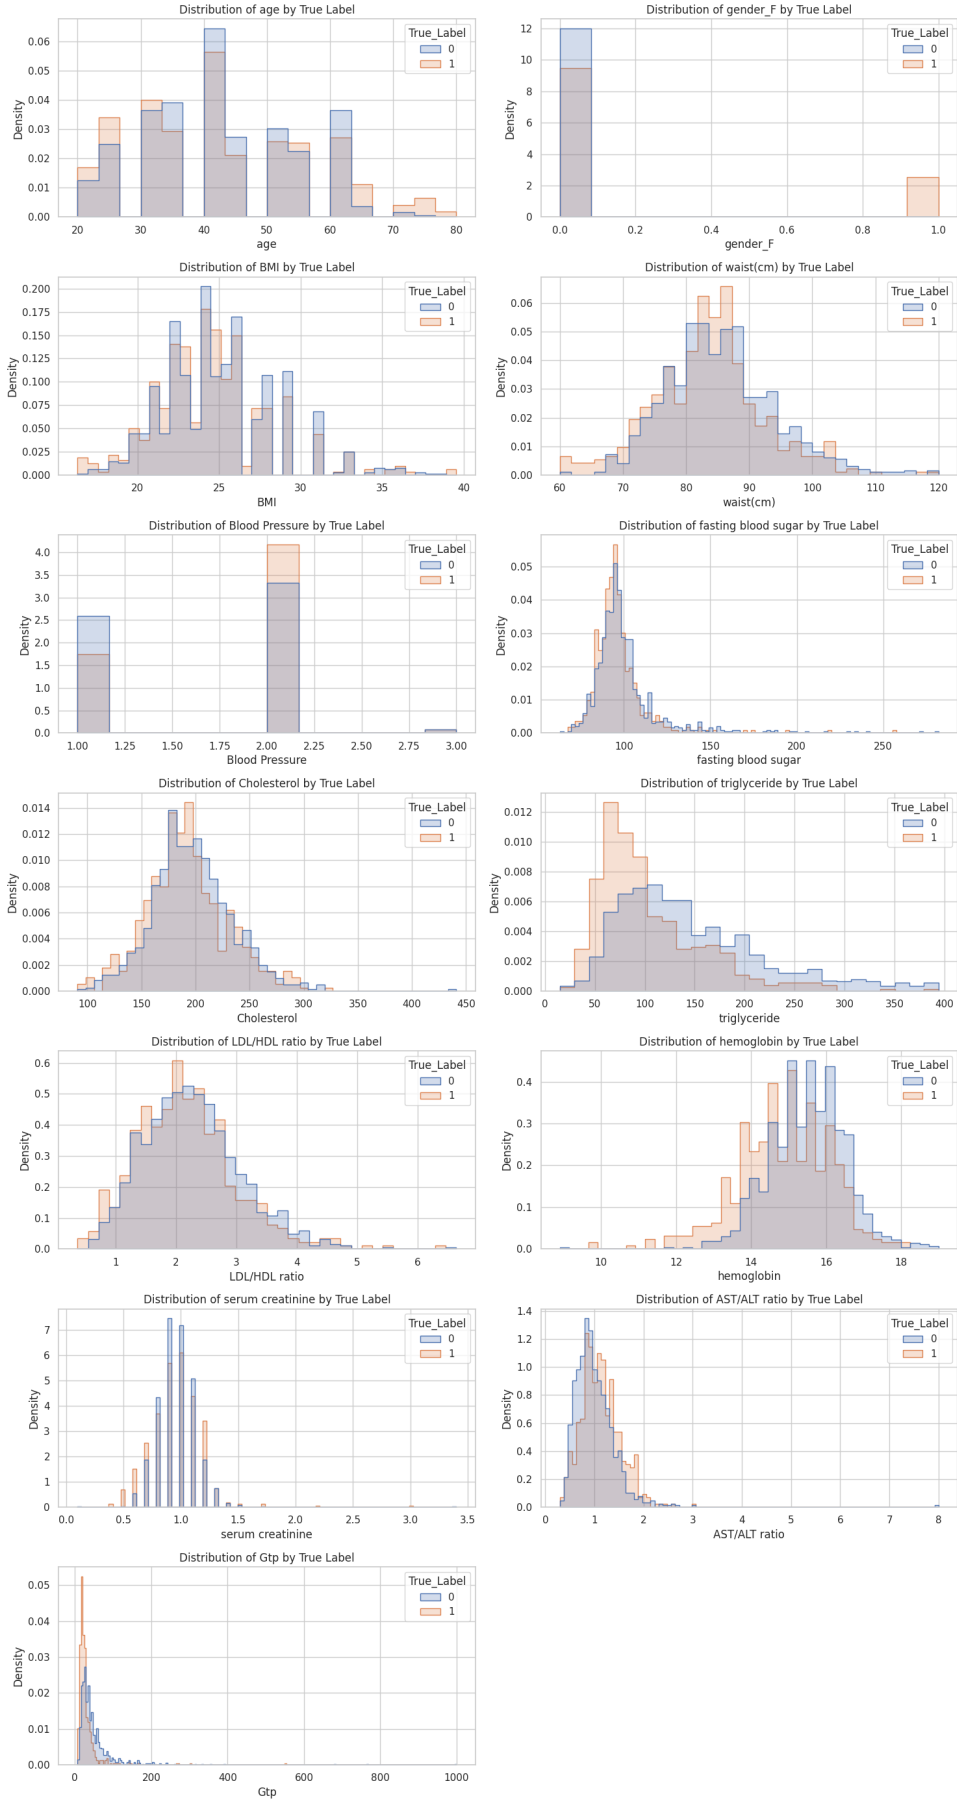 Distribution of age by True Label
True_Label
0
1
0.06
0.05
0.04
0.03
0.02
0.01
0.00
Density
20 30 40 50 60 70 80
age
Distribution of gender_F by True Label
True_Label
0
1
12
10
8
6
4
2
0
Density
0.0 0.2 0.4 0.6 0.8 1.0
gender_F
Distribution of BMI by True Label
True_Label
0
1
0.200
0.175
0.150
0.125
0.100
0.075
0.050
0.025
0.000
Density
20 25 30 35 40
BMI
Distribution of waist(cm) by True Label
True_Label
0
1
0.06
0.05
0.04
0.03
0.02
0.01
0.00
Density
60 70 80 90 100 110 120
waist(cm)
Distribution of Blood Pressure by True Label
True_Label
0
1
4.0
3.5
3.0
2.5
2.0
1.5
1.0
0.5
0.0
Density
1.00 1.25 1.50 1.75 2.00 2.25 2.50 2.75 3.00
Blood Pressure
Distribution of fasting blood sugar by True Label
True_Label
0
1
0.05
0.04
0.03
0.02
0.01
0.00
Density
100 150 200 250
fasting blood sugar
Distribution of Cholesterol by True Label
True_Label
0
1
0.014
0.012
0.010
0.008
0.006
0.004
0.002
0.000
Density
100 150 200 250 300 350 400 450
Cholesterol
Distribution of triglyceride by True Label
True_Label
0
1
0.012
0.010
0.008
0.006
0.004
0.002
0.000
Density
0 50 100 150 200 250 300 350 400
triglyceride
Distribution of LDL/HDL ratio by True Label
True_Label
0
1
0.6
0.5
0.4
0.3
0.2
0.1
0.0
Density
1 2 3 4 5 6
LDL/HDL ratio
Distribution of hemoglobin by True Label
True_Label
0
1
0.4
0.3
0.2
0.1
0.0
Density
10 12 14 16 18
hemoglobin
Distribution of serum creatinine by True Label
True_Label
0
1
7
6
5
4
3
2
1
0
Density
0.0 0.5 1.0 1.5 2.0 2.5 3.0 3.5
serum creatinine
Distribution of AST/ALT ratio by True Label
True_Label
0
1
1.4
1.2
1.0
0.8
0.6
0.4
0.2
0.0
Density
0 1 2 3 4 5 6 7 8
AST/ALT ratio
Distribution of Gtp by True Label
True_Label
0
1
0.05
0.04
0.03
0.02
0.01
0.00
Density
0 200 400 600 800 1000
Gtp